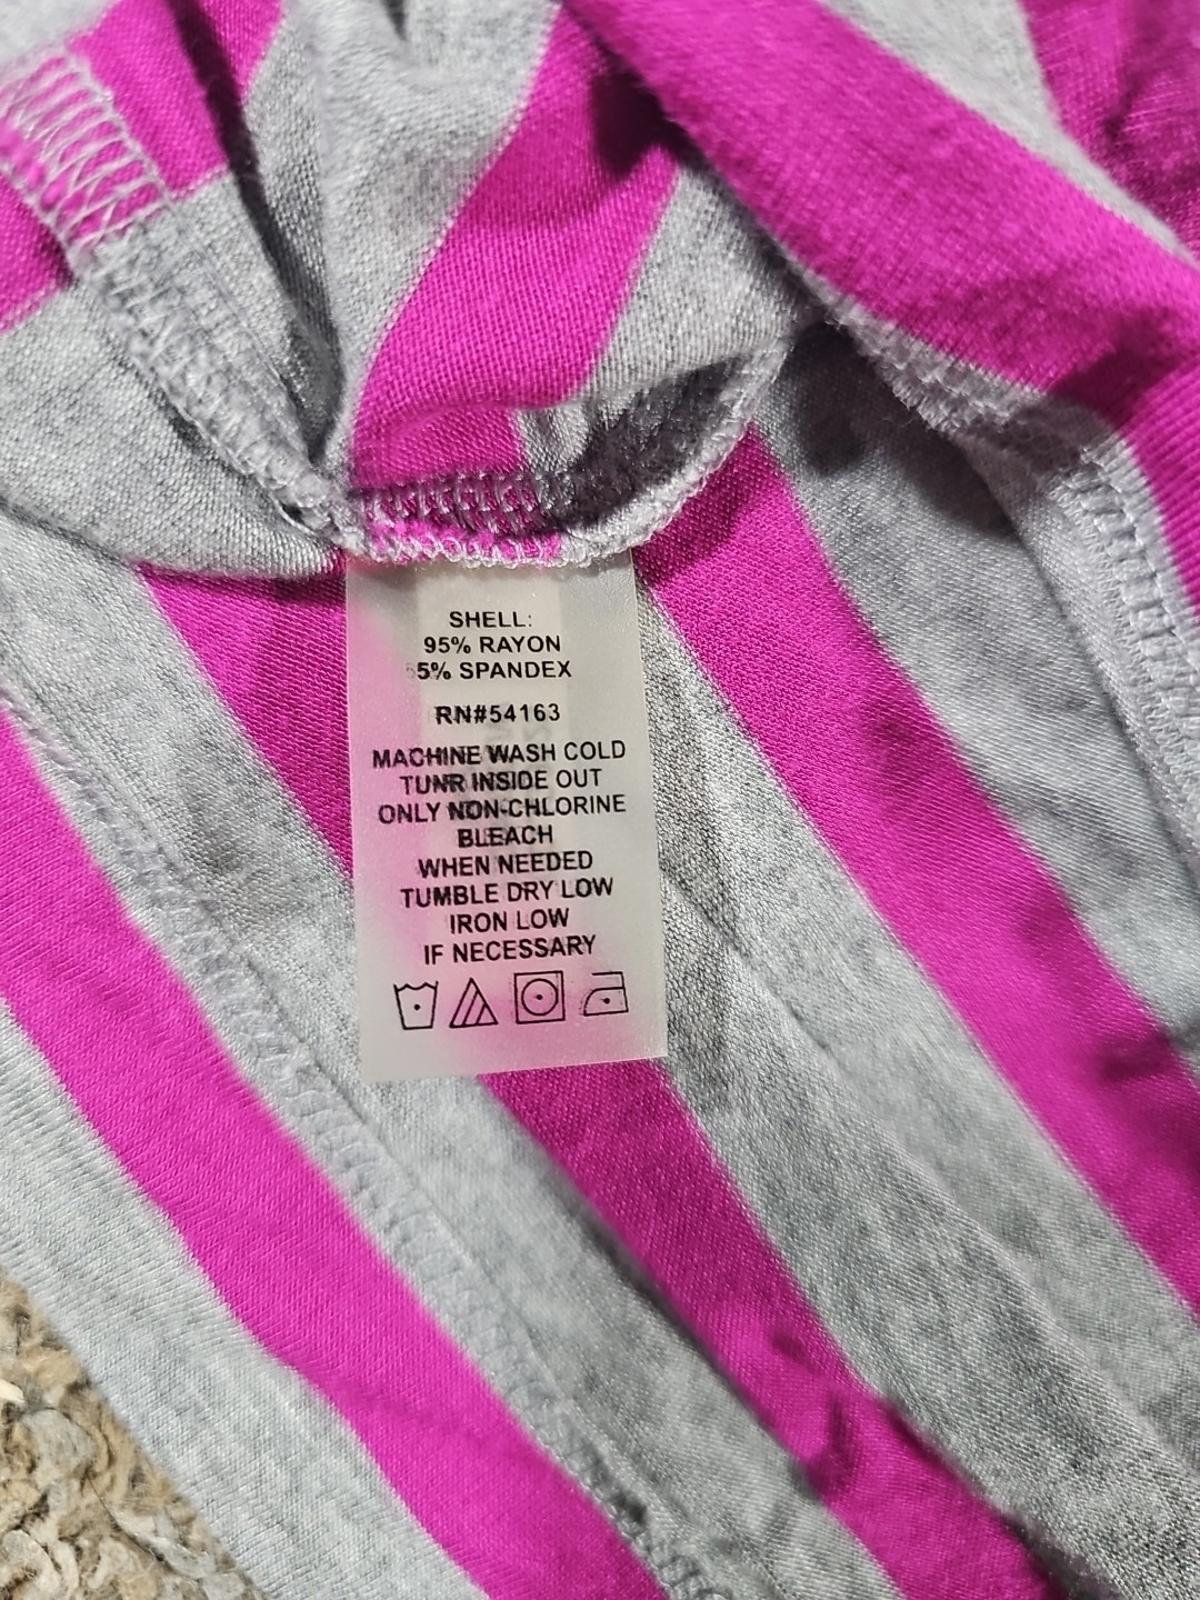 SHELL:
95% RAYON
5% SPANDEX
RN#54163
MACHINE WASH COLD
TUNR INSIDE OUT
ONLY NON-CHLORINE
BLEACH
WHEN NEEDED
TUMBLE DRY LOW
IRON LOW
IF NECESSARY